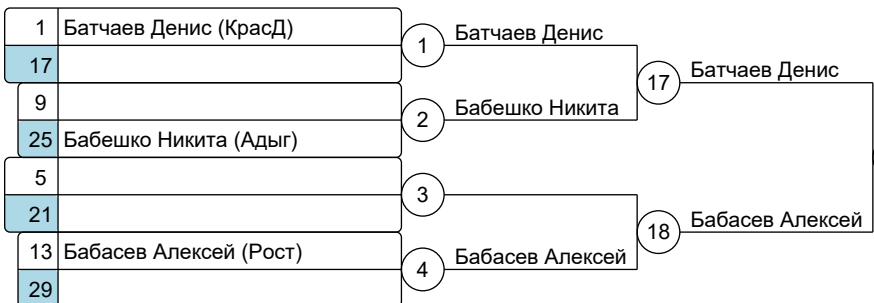 1 Батчаев Денис (КрасД)
17
1 Батчаев Денис
9
25 Бабешко Никита (Адыг)
2 Бабешко Никита
17 Батчаев Денис
5
21
3
13 Бабасев Алексей (Рост)
29
4 Бабасев Алексей
18 Бабасев Алексей